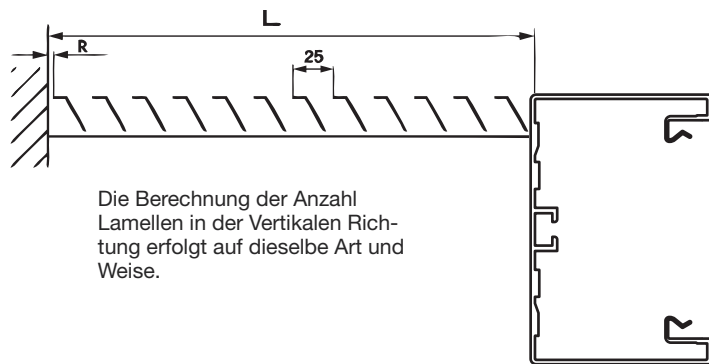 L
R
25
Die Berechnung der Anzahl
Lamellen in der Vertikalen Rich-
tung erfolgt auf dieselbe Art und
Weise.